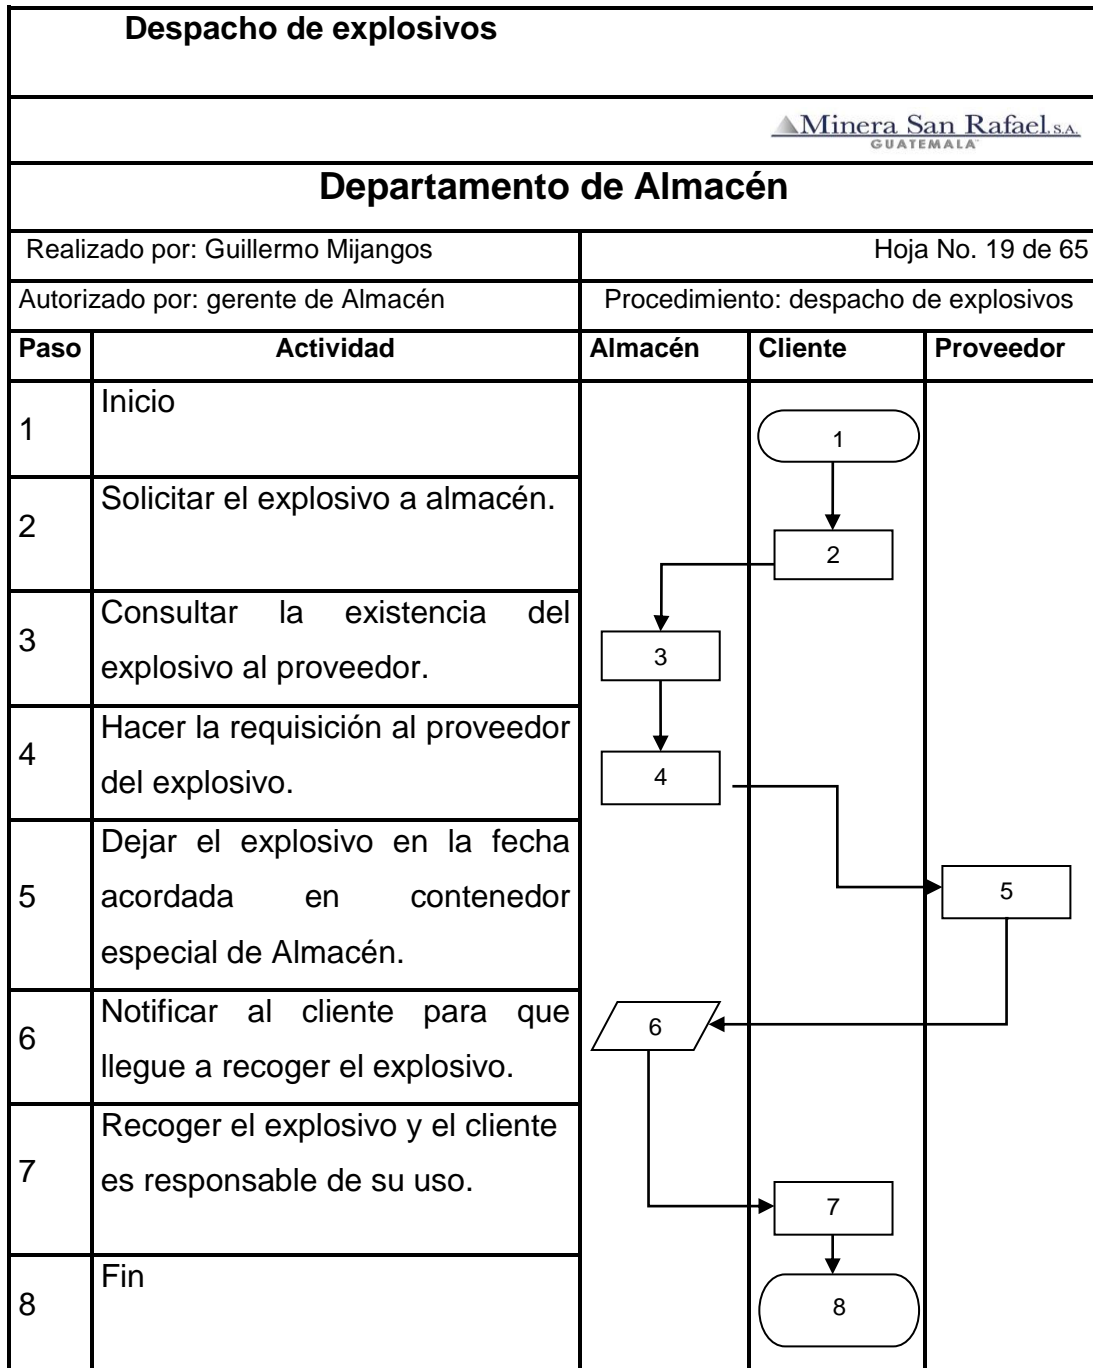 Despacho de explosivos
Minera San Rafael S.A.
GUATEMALA
Departamento de Almacén
Realizado por: Guillermo Mijangos
Hoja No. 19 de 65
Autorizado por: gerente de Almacén
Procedimiento: despacho de explosivos
Paso Actividad Almacén Cliente Proveedor
1
Inicio
1
2
Solicitar el explosivo a almacén.
2
3
Consultar la existencia del
explosivo al proveedor.
3
4
Hacer la requisición al proveedor
del explosivo.
4
5
Dejar el explosivo en la fecha
acordada en contenedor
especial de Almacén.
5
6
Notificar al cliente para que
llegue a recoger el explosivo.
6
7
Recoger el explosivo y el cliente
es responsable de su uso.
7
8
Fin
8